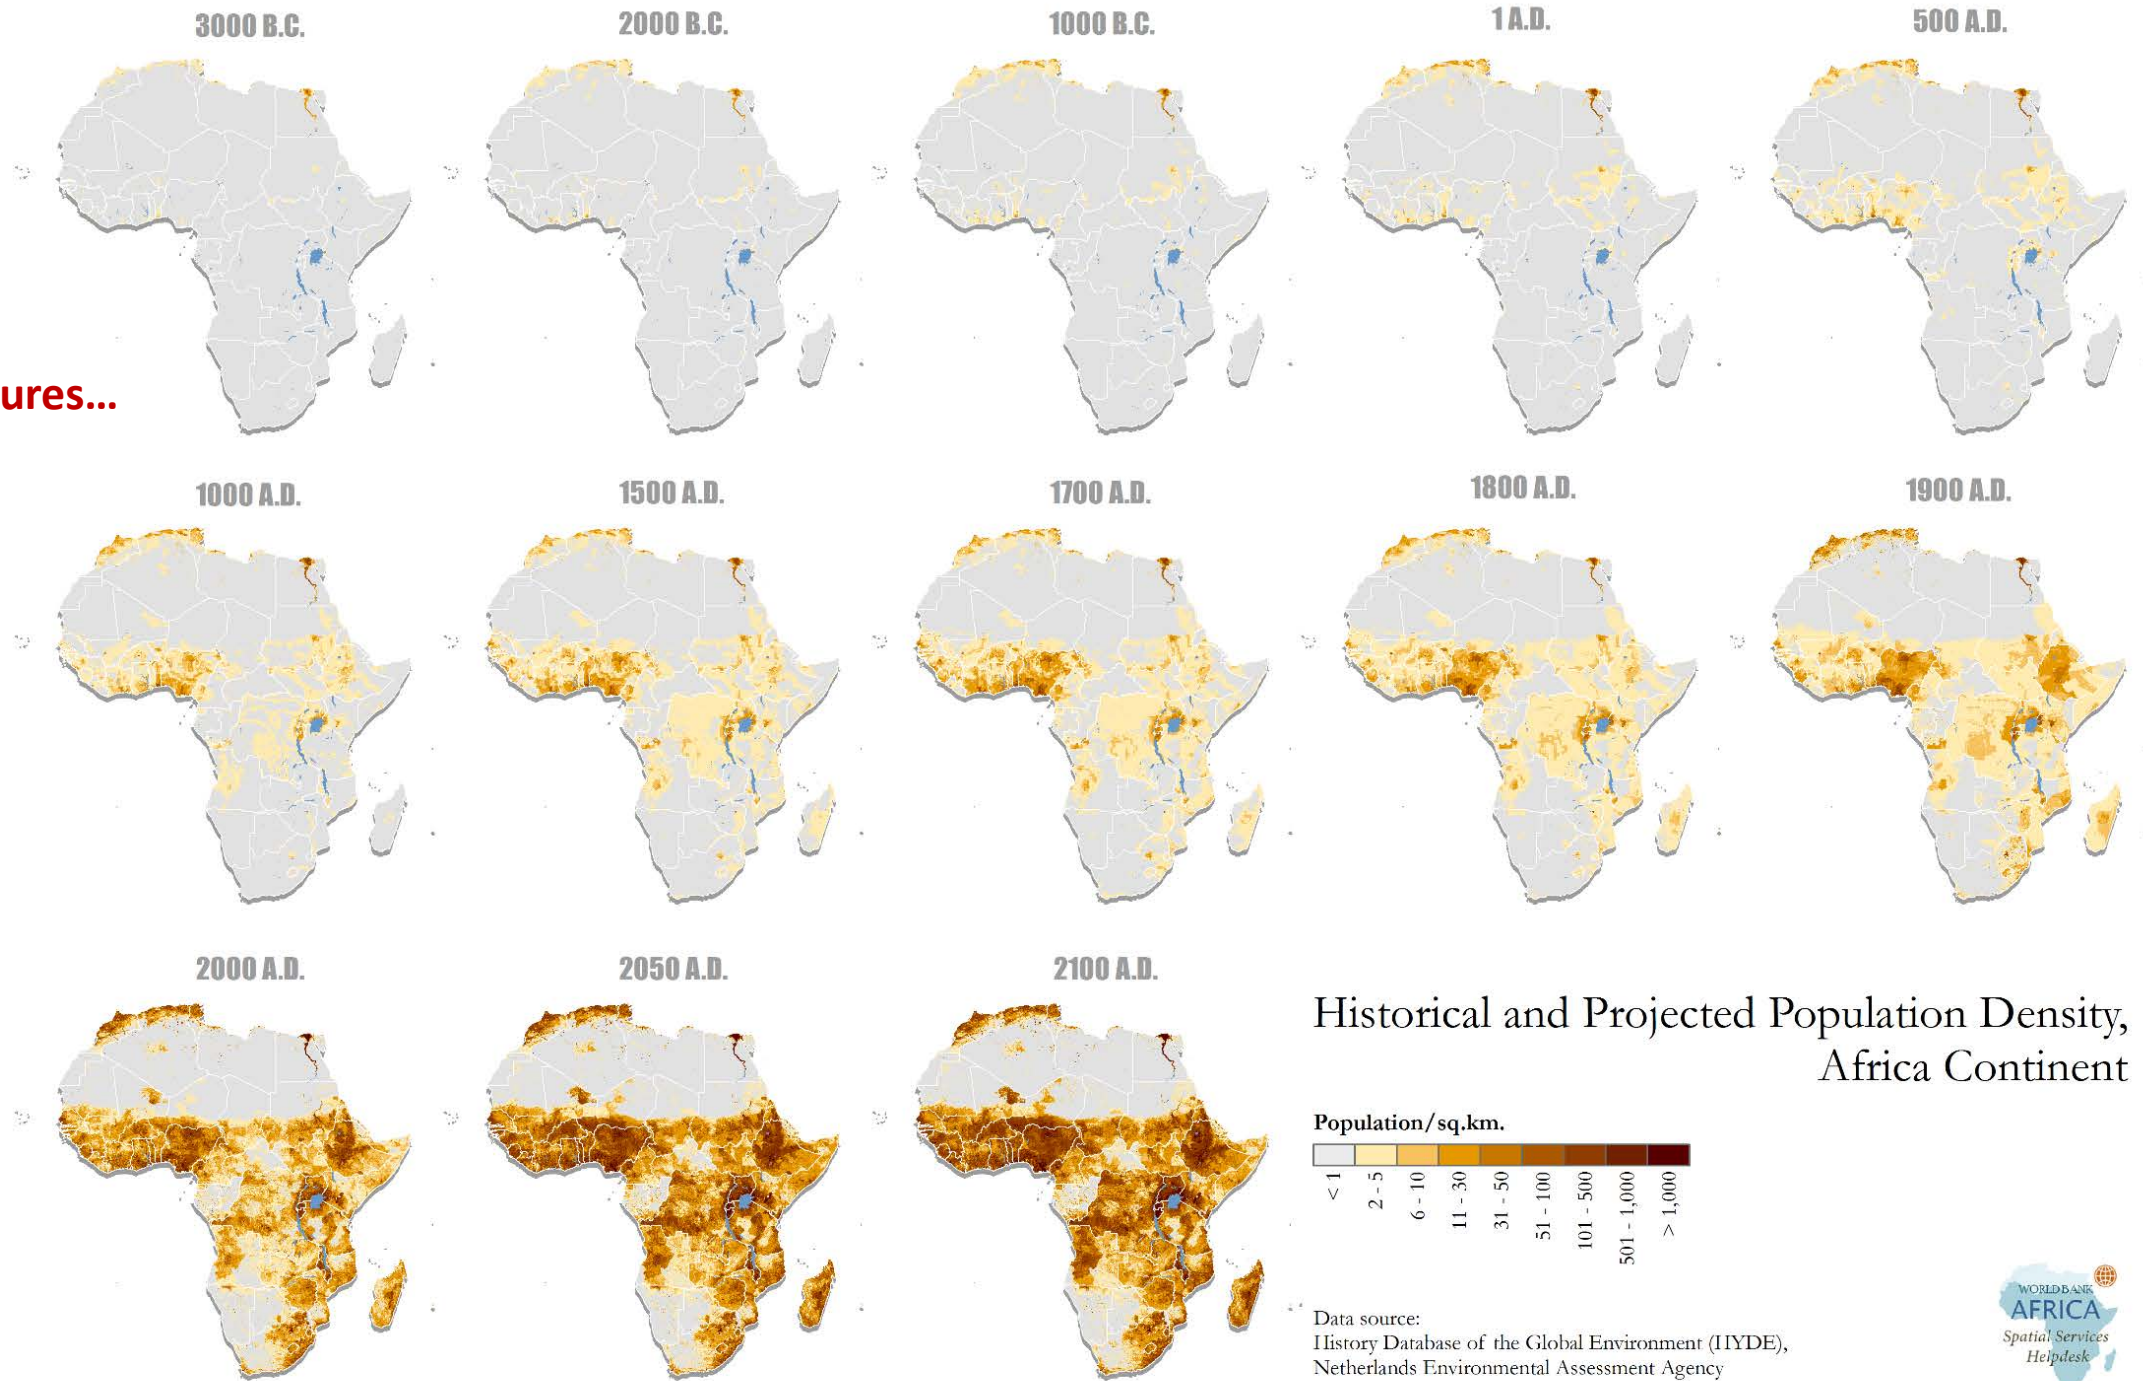 3000 B.C.
2000 B.C.
1000 B.C.
1 A.D.
500 A.D.
ures...
1000 A.D.
1500 A.D.
1700 A.D.
1800 A.D.
1900 A.D.
2000 A.D.
2050 A.D.
2100 A.D.
Historical and Projected Population Density,
Africa Continent
Population/sq.km.
< 1
2 - 5
6 - 10
11 - 30
31 - 50
51 - 100
101 - 500
501 - 1,000
> 1,000
Data source:
History Database of the Global Environment (HYDE),
Netherlands Environmental Assessment Agency
WORLD BANK
AFRICA
Spatial Services
Helpdesk